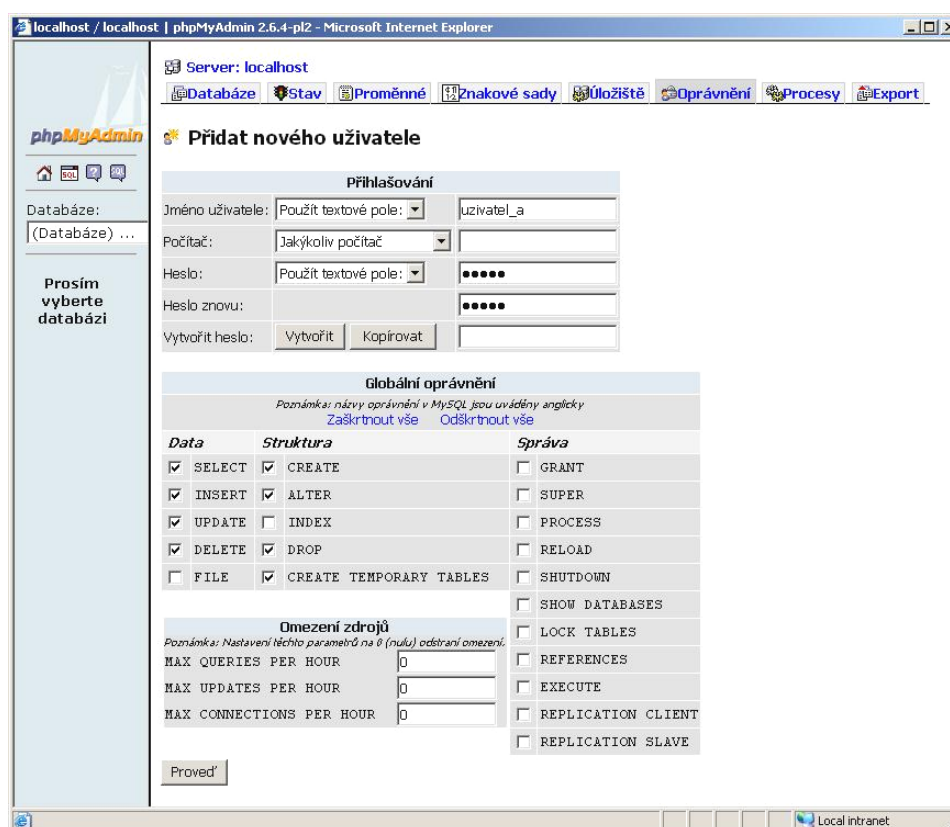 localhost / localhost | phpMyAdmin 2.6.4-pl2 - Microsoft Internet Explorer
phpMyAdmin
SQL
Databáze:
(Databáze) ...
Prosím
vyberte
databázi
Server: localhost
Databáze Stav Proměnné Znakové sady Úložiště Oprávnění Procesy Export
Přidat nového uživatele
Přihlašování
Jméno uživatele: Použít textové pole: uzivatel_a
Počítač: Jakýkoliv počítač
Heslo: Použít textové pole: ●●●●●
Heslo znovu: ●●●●●
Vytvořit heslo: Vytvořit Kopírovat
Globální oprávnění
Poznámka: názvy oprávnění v MySQL jsou uváděny anglicky
Zaškrtnout vše Odškrtnout vše
Data Struktura Správa
SELECT CREATE GRANT
INSERT ALTER SUPER
UPDATE INDEX PROCESS
DELETE DROP RELOAD
FILE CREATE TEMPORARY TABLES SHUTDOWN
SHOW DATABASES
Omezení zdrojů LOCK TABLES
Poznámka: Nastavení těchto parametrů na 0 (nulu) odstraní omezení.
MAX QUERIES PER HOUR 0 REFERENCES
MAX UPDATES PER HOUR 0 EXECUTE
MAX CONNECTIONS PER HOUR 0 REPLICATION CLIENT
REPLICATION SLAVE
Proveď
Local intranet